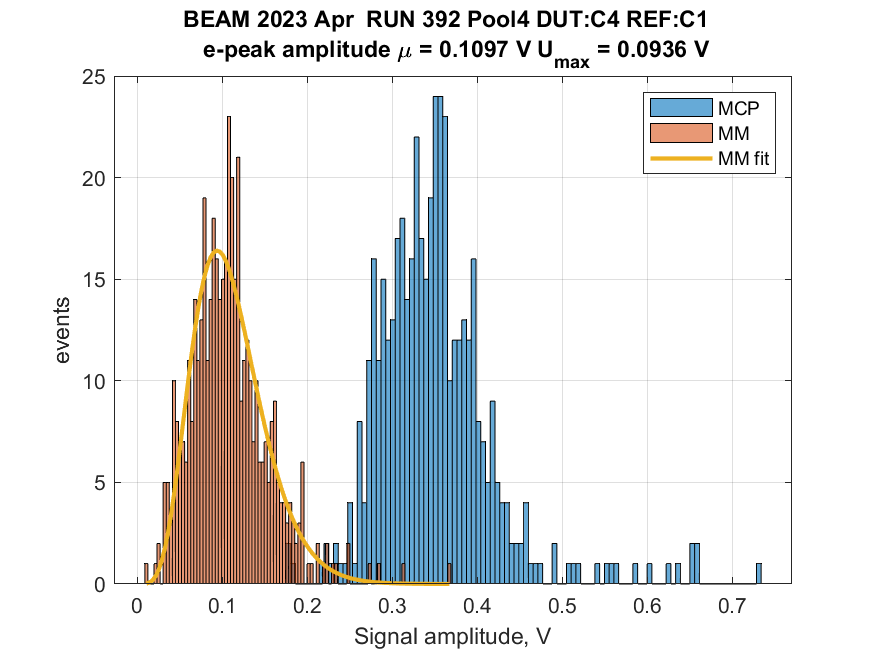 BEAM 2023 Apr  RUN 392 Pool4 DUT:C4 REF:C1
e-peak amplitude μ = 0.1097 V U_max = 0.0936 V
25
20
15
10
5
0
events
MCP
MM
MM fit
0 0.1 0.2 0.3 0.4 0.5 0.6 0.7
Signal amplitude, V